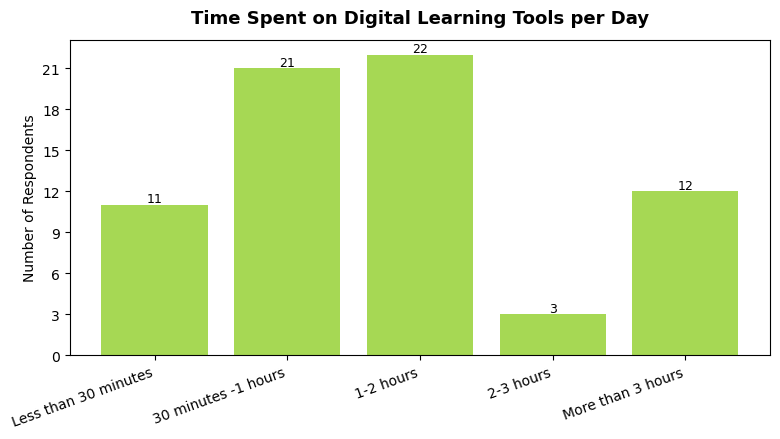 Time Spent on Digital Learning Tools per Day
Number of Respondents
21
18
15
12
9
6
3
0
11
21
22
3
12
Less than 30 minutes
30 minutes -1 hours
1-2 hours
2-3 hours
More than 3 hours